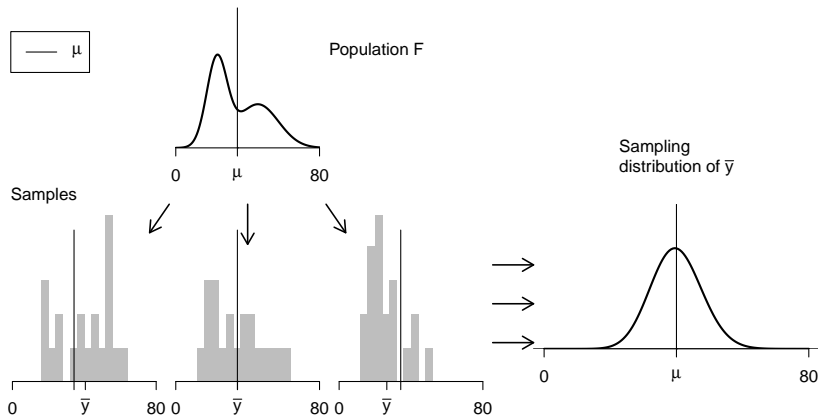 μ
Population F
0 μ 80
Sampling
distribution of y̅
Samples
0 y̅ 80
0 y̅ 80
0 y̅ 80
0 μ 80